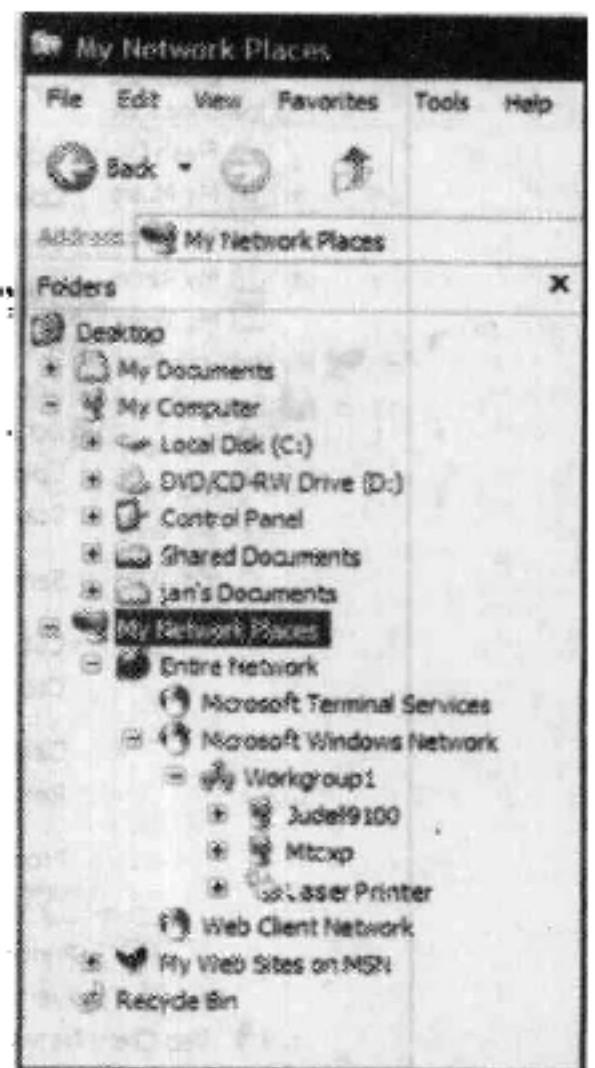 My Network Places
File Edit View Favorites Tools Help
Back
Address My Network Places
Folders X
Desktop
My Documents
My Computer
Local Disk (C:)
DVD/CD-RW Drive (D:)
Control Panel
Shared Documents
Jan's Documents
My Network Places
Entire Network
Microsoft Terminal Services
Microsoft Windows Network
Workgroup1
Judel9100
Mtcxp
Laser Printer
Web Client Network
My Web Sites on MSN
Recycle Bin